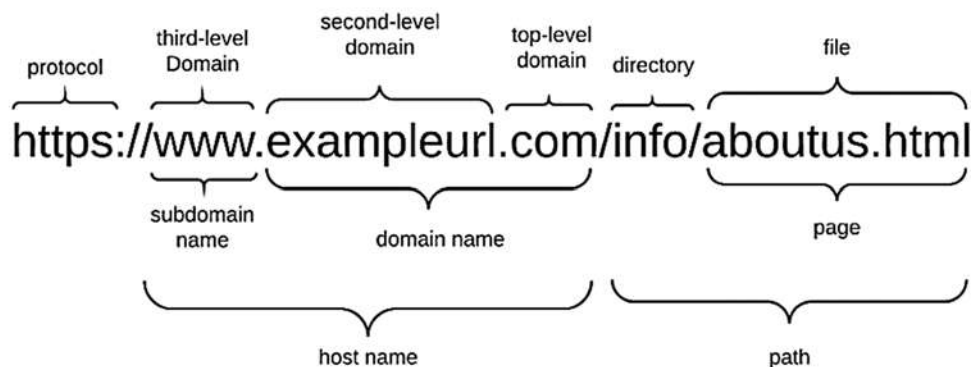 protocol
third-level
Domain
second-level
domain
top-level
domain
directory
file
https://www.exampleurl.com/info/aboutus.html
subdomain
name
domain name
page
host name
path